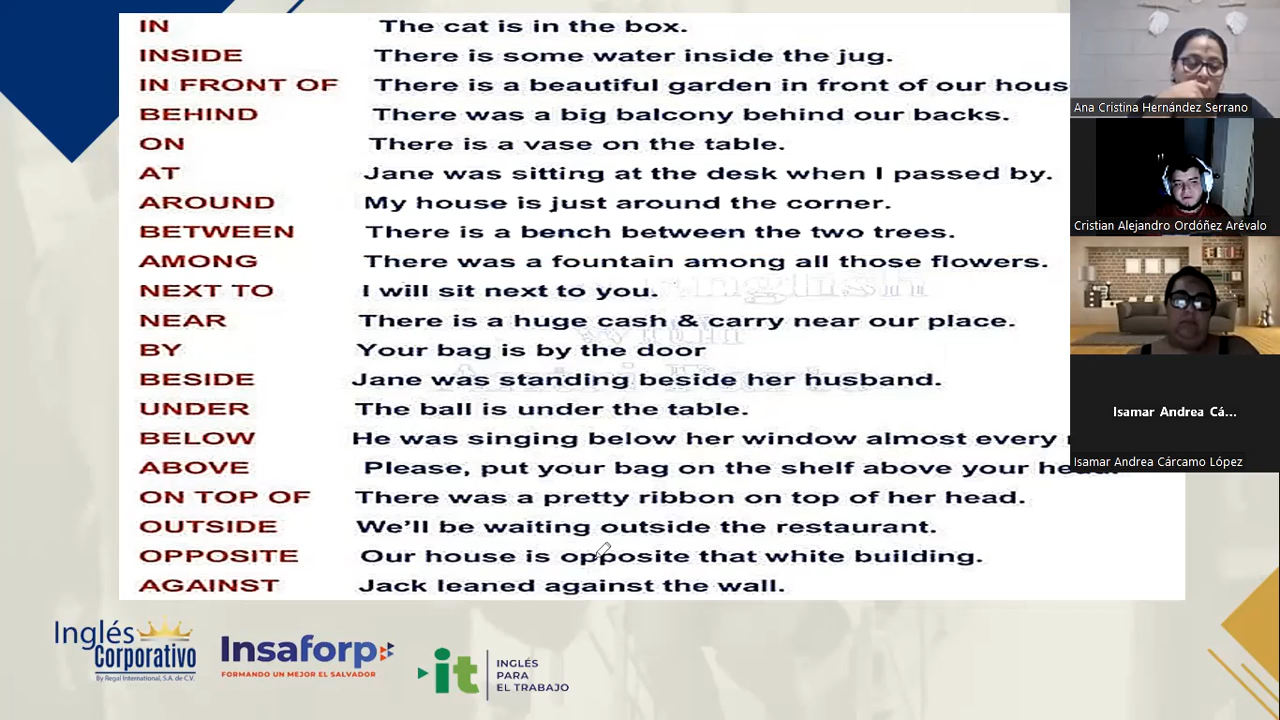 IN The cat is in the box.
INSIDE There is some water inside the jug.
IN FRONT OF There is a beautiful garden in front of our hous
BEHIND There was a big balcony behind our backs.
ON There is a vase on the table.
AT Jane was sitting at the desk when I passed by.
AROUND My house is just around the corner.
BETWEEN There is a bench between the two trees.
AMONG There was a fountain among all those flowers.
NEXT TO I will sit next to you.
NEAR There is a huge cash & carry near our place.
BY Your bag is by the door
BESIDE Jane was standing beside her husband.
UNDER The ball is under the table.
BELOW He was singing below her window almost every
ABOVE Please, put your bag on the shelf above your head.
ON TOP OF There was a pretty ribbon on top of her head.
OUTSIDE We'll be waiting outside the restaurant.
OPPOSITE Our house is opposite that white building.
AGAINST Jack leaned against the wall.
Ana Cristina Hernández Serrano
Cristian Alejandro Ordóñez Arévalo
Isamar Andrea Cá...
Isamar Andrea Cárcamo López
Inglés
Corporativo
By Regal International, S.A. de C.V.
Insaforp
FORMANDO UN MEJOR EL SALVADOR
it
INGLÉS
PARA
EL TRABAJO